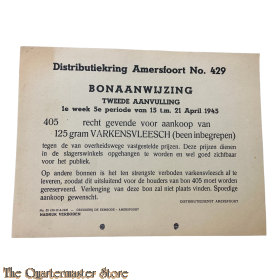 Distributiekring Amersfoort No. 429
BONAANWIJZING
TWEEDE AANVULLING
1e week 5e periode van 15 t.m. 21 April 1945
405 recht gevende voor aankoop van
125 gram VARKENSVLEESCH (been inbegrepen)
tegen de van overheidswege vastgestelde prijzen. Deze prijzen dienen
in de slagerswinkels opgehangen te worden en wel goed zichtbaar
voor het publiek.
Op andere bonnen is het ten strengste verboden varkensvleesch af te
leveren, zoodat dit uitsluitend voor de houders van bon 405 moet worden
gereserveerd. Verlenging van deze bon zal niet plaats vinden. Spoedige
aankoop gewenscht.
DISTRIBUTIEDIENST AMERSFOORT
NADRUK VERBODEN
The Quartermaster Store